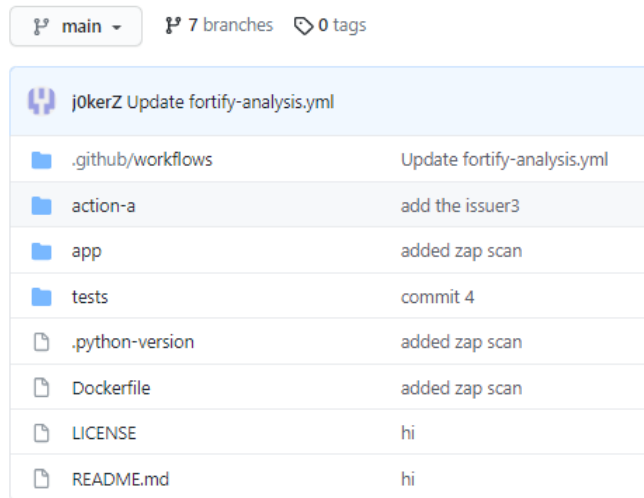 main 7 branches 0 tags
j0kerZ Update fortify-analysis.yml
.github/workflows Update fortify-analysis.yml
action-a add the issuer3
app added zap scan
tests commit 4
.python-version added zap scan
Dockerfile added zap scan
LICENSE hi
README.md hi